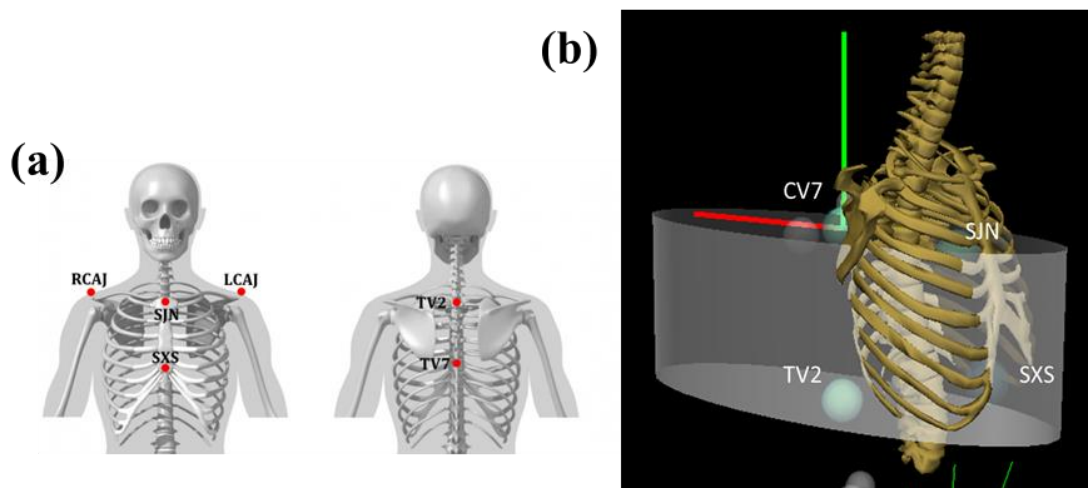 (a)
RCAJ
LCAJ
SJN
SXS
TV2
TV7
(b)
CV7
SJN
TV2
SXS